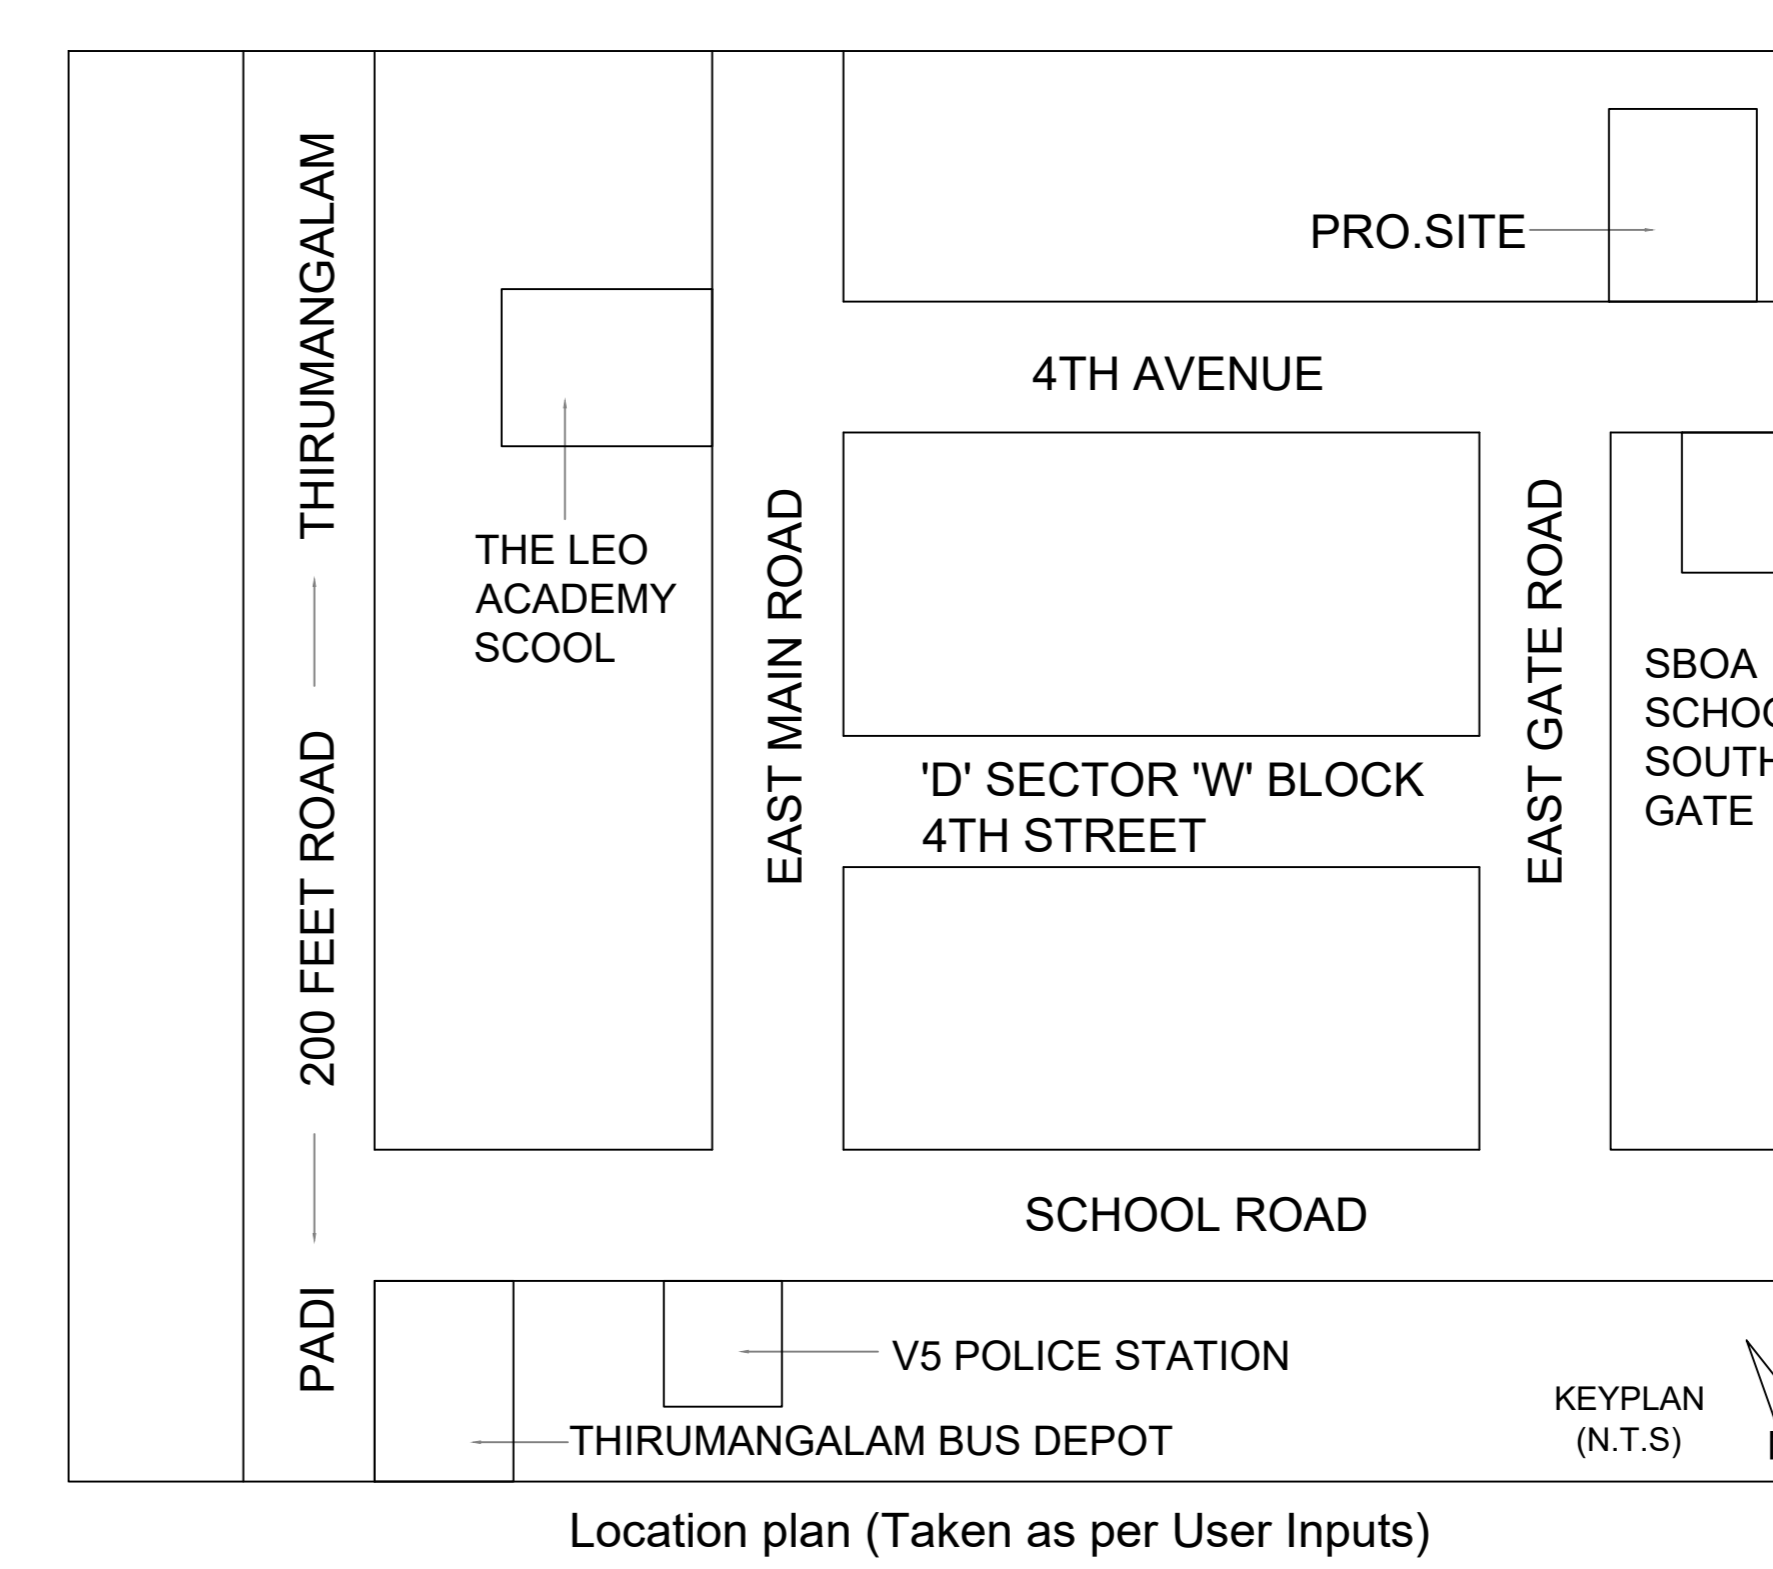 THIRUMANGALAM
200 FEET ROAD
PADI
PRO.SITE
4TH AVENUE
THE LEO
ACADEMY
SCOOL
EAST MAIN ROAD
EAST GATE ROAD
'D' SECTOR 'W' BLOCK
4TH STREET
SBOA
GATE
SCHOOL ROAD
V5 POLICE STATION
THIRUMANGALAM BUS DEPOT
KEYPLAN
(N.T.S)
Location plan (Taken as per User Inputs)